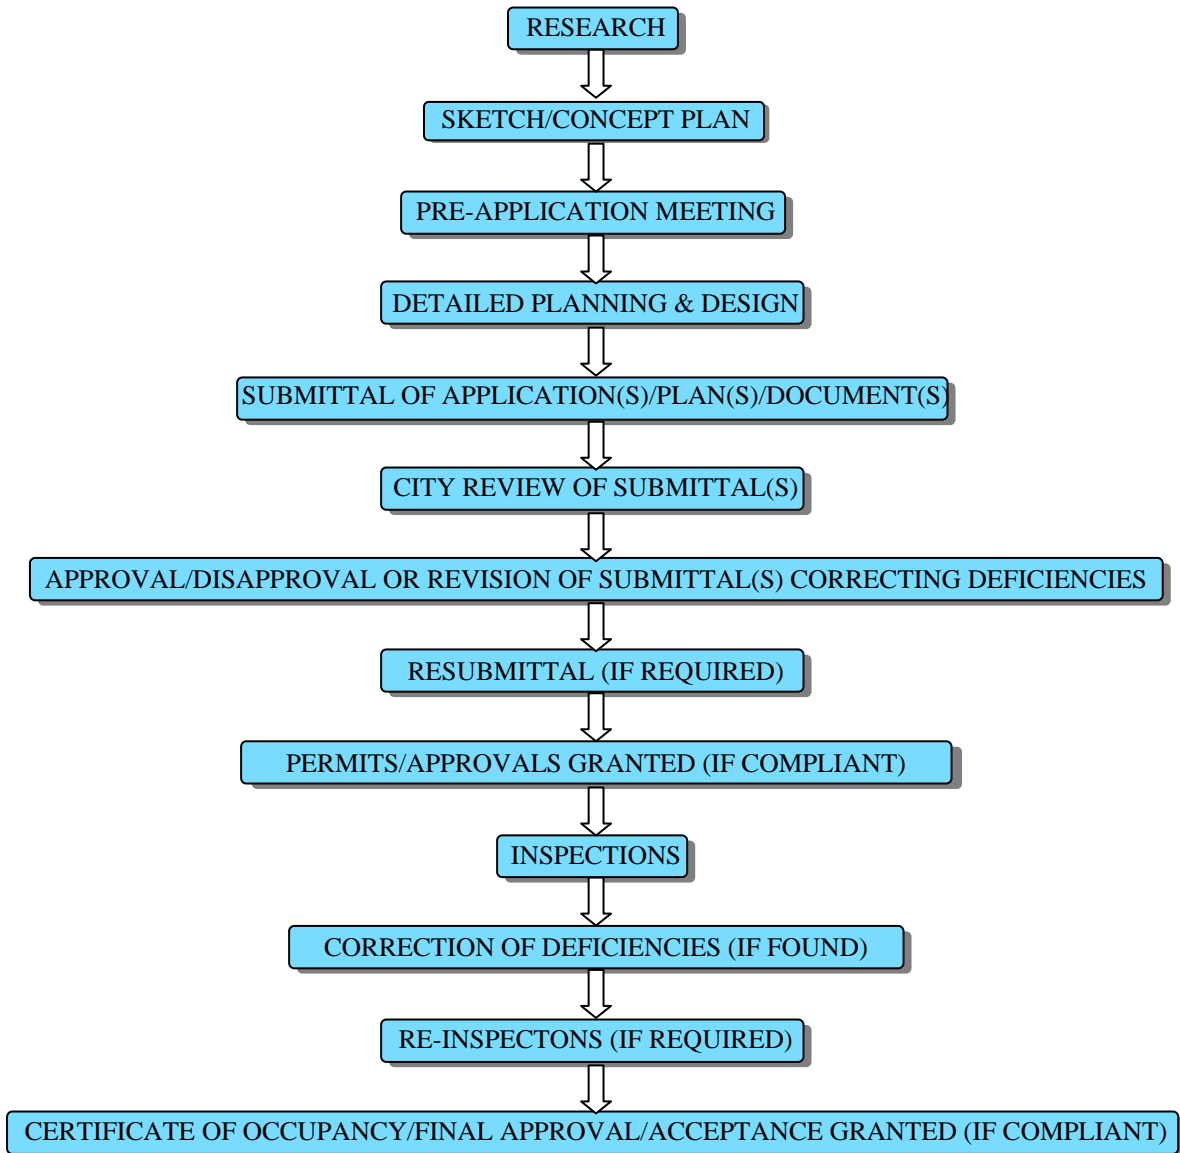 RESEARCH
SKETCH/CONCEPT PLAN
PRE-APPLICATION MEETING
DETAILED PLANNING & DESIGN
SUBMITTAL OF APPLICATION(S)/PLAN(S)/DOCUMENT(S)
CITY REVIEW OF SUBMITTAL(S)
APPROVAL/DISAPPROVAL OR REVISION OF SUBMITTAL(S) CORRECTING DEFICIENCIES
RESUBMITTAL (IF REQUIRED)
PERMITS/APPROVALS GRANTED (IF COMPLIANT)
INSPECTIONS
CORRECTION OF DEFICIENCIES (IF FOUND)
RE-INSPECTONS (IF REQUIRED)
CERTIFICATE OF OCCUPANCY/FINAL APPROVAL/ACCEPTANCE GRANTED (IF COMPLIANT)